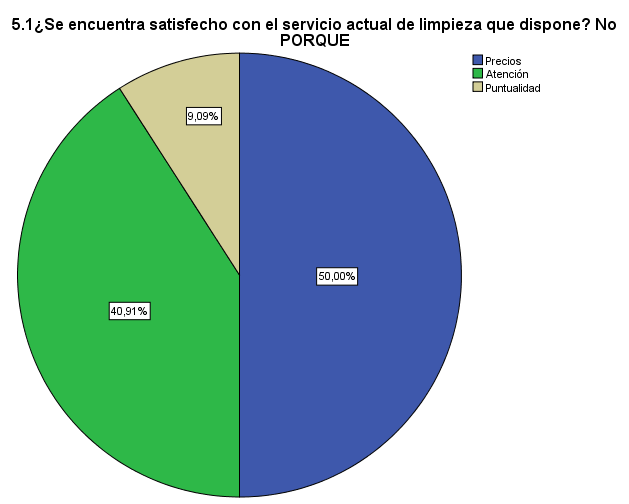 5.1¿Se encuentra satisfecho con el servicio actual de limpieza que dispone? No
PORQUE
Precios
Atención
Puntualidad
9,09%
50,00%
40,91%